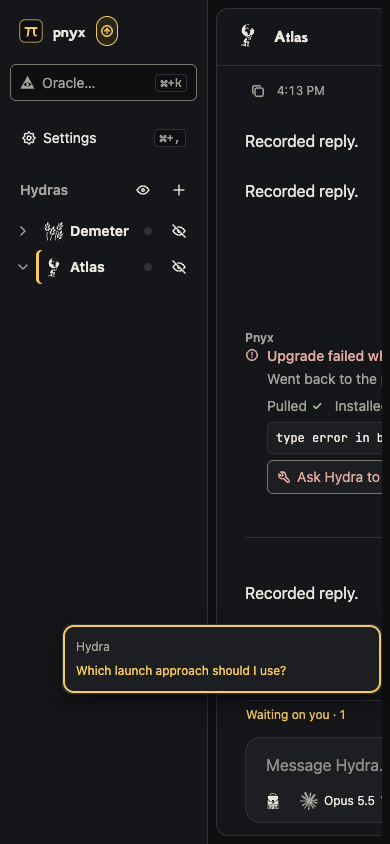 π pnyx
Oracle... ⌘+k
Settings ⌘+,
Hydras
Demeter
Atlas
Atlas
4:13 PM
Recorded reply.
Recorded reply.
Pnyx
Upgrade failed
Went back to the
Pulled ✓ Installed
type error in
Ask Hydra to
Recorded reply.
Hydra
Which launch approach should I use?
Waiting on you · 1
Message Hydra.
Opus 5.5